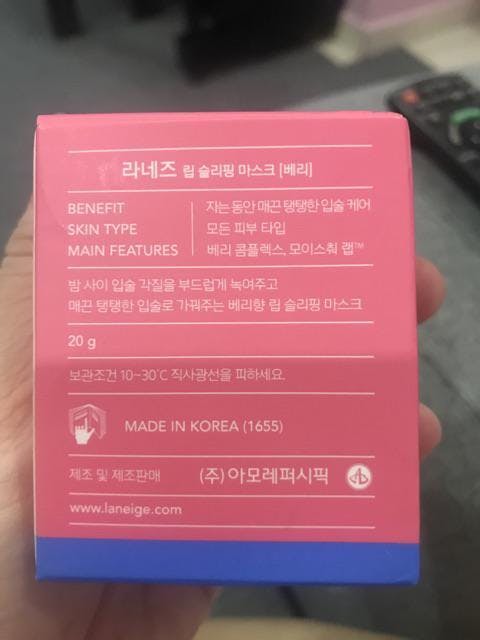 라네즈 립 슬리핑 마스크 [베리]
BENEFIT 자는 동안 매끈 탱탱한 입술 케어
SKIN TYPE 모든 피부 타입
MAIN FEATURES 베리 콤플렉스, 모이스춰 랩™
밤 사이 입술 각질을 부드럽게 녹여주고
매끈 탱탱한 입술로 가꿔주는 베리향 립 슬리핑 마스크
20 g
보관조건 10~30℃ 직사광선을 피하세요.
MADE IN KOREA (1655)
제조 및 제조판매 (주)아모레퍼시픽
www.laneige.com